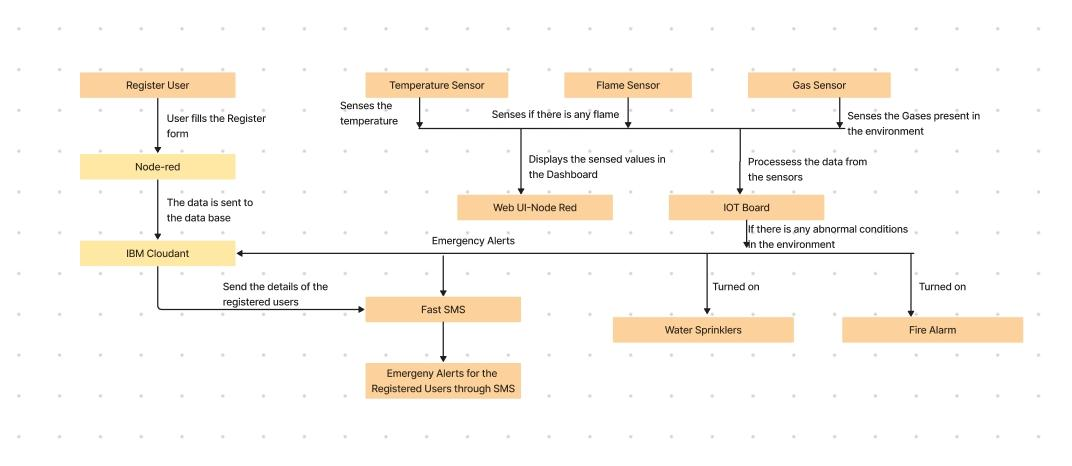 Register User
Temperature Sensor
Flame Sensor
Gas Sensor
Senses the
temperature
Senses if there is any flame
Senses the Gases present in
the environment
User fills the Register
form
Node-red
Displays the sensed values in
the Dashboard
Processess the data from
the sensors
The data is sent to
the data base
Web UI-Node Red
IOT Board
If there is any abnormal conditions
in the environment
Emergency Alerts
IBM Cloudant
Send the details of the
registered users
Turned on
Turned on
Fast SMS
Water Sprinklers
Fire Alarm
Emergeny Alerts for the
Registered Users through SMS